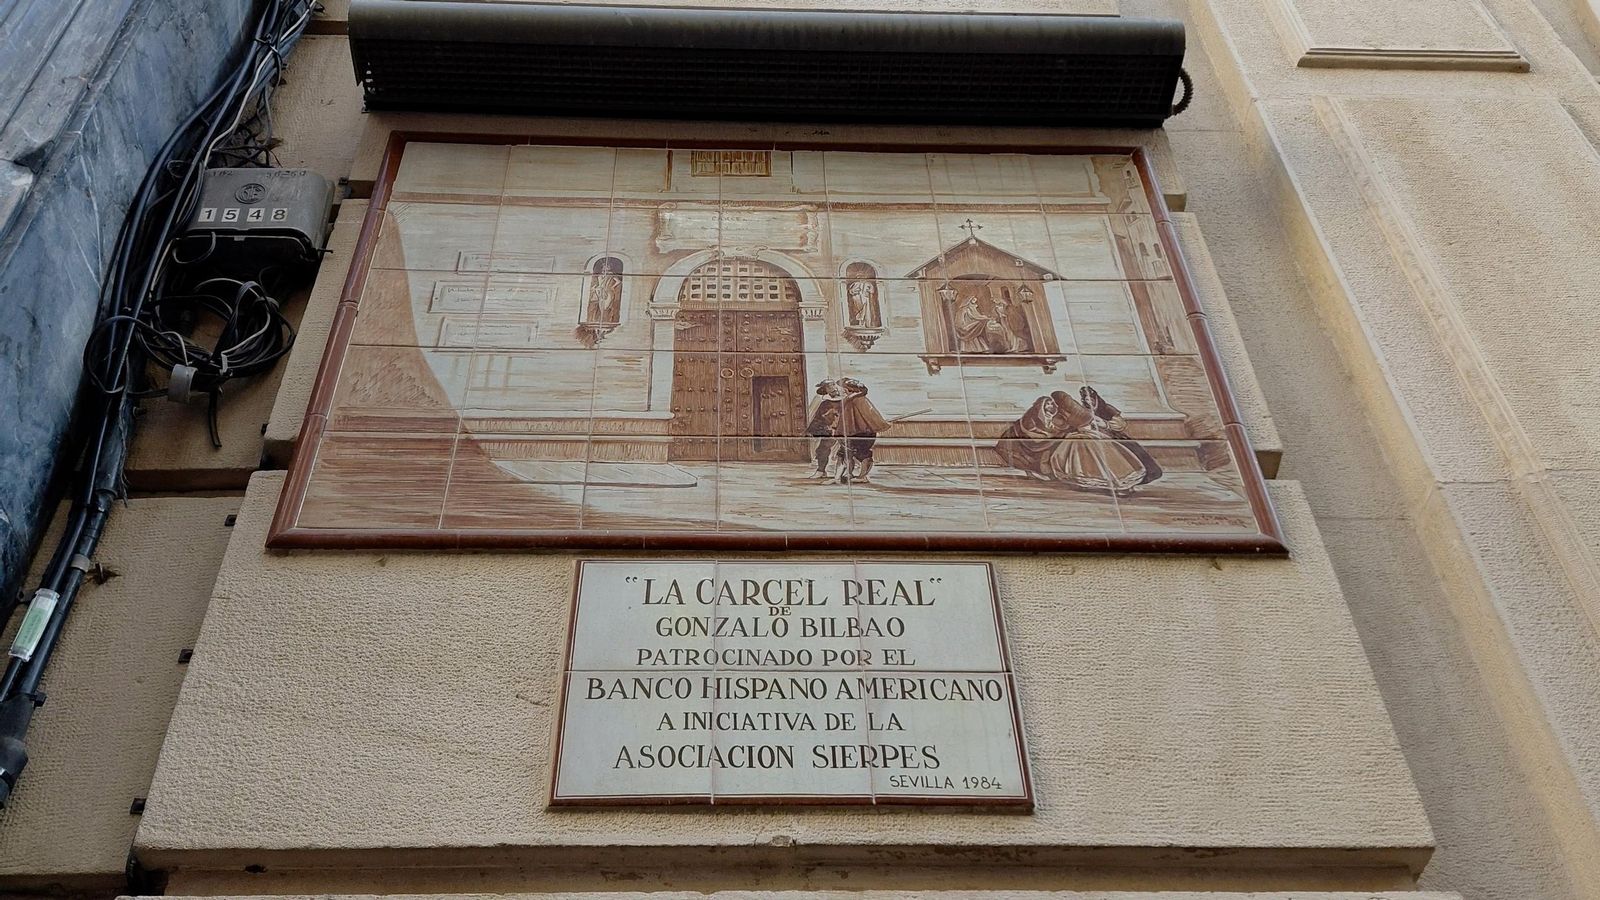 1548
CARCEL
"LA CARCEL REAL"
DE
GONZALO BILBAO
PATROCINADO POR EL
BANCO HISPANO AMERICANO
A INICIATIVA DE LA
ASOCIACION SIERPES
SEVILLA 1984